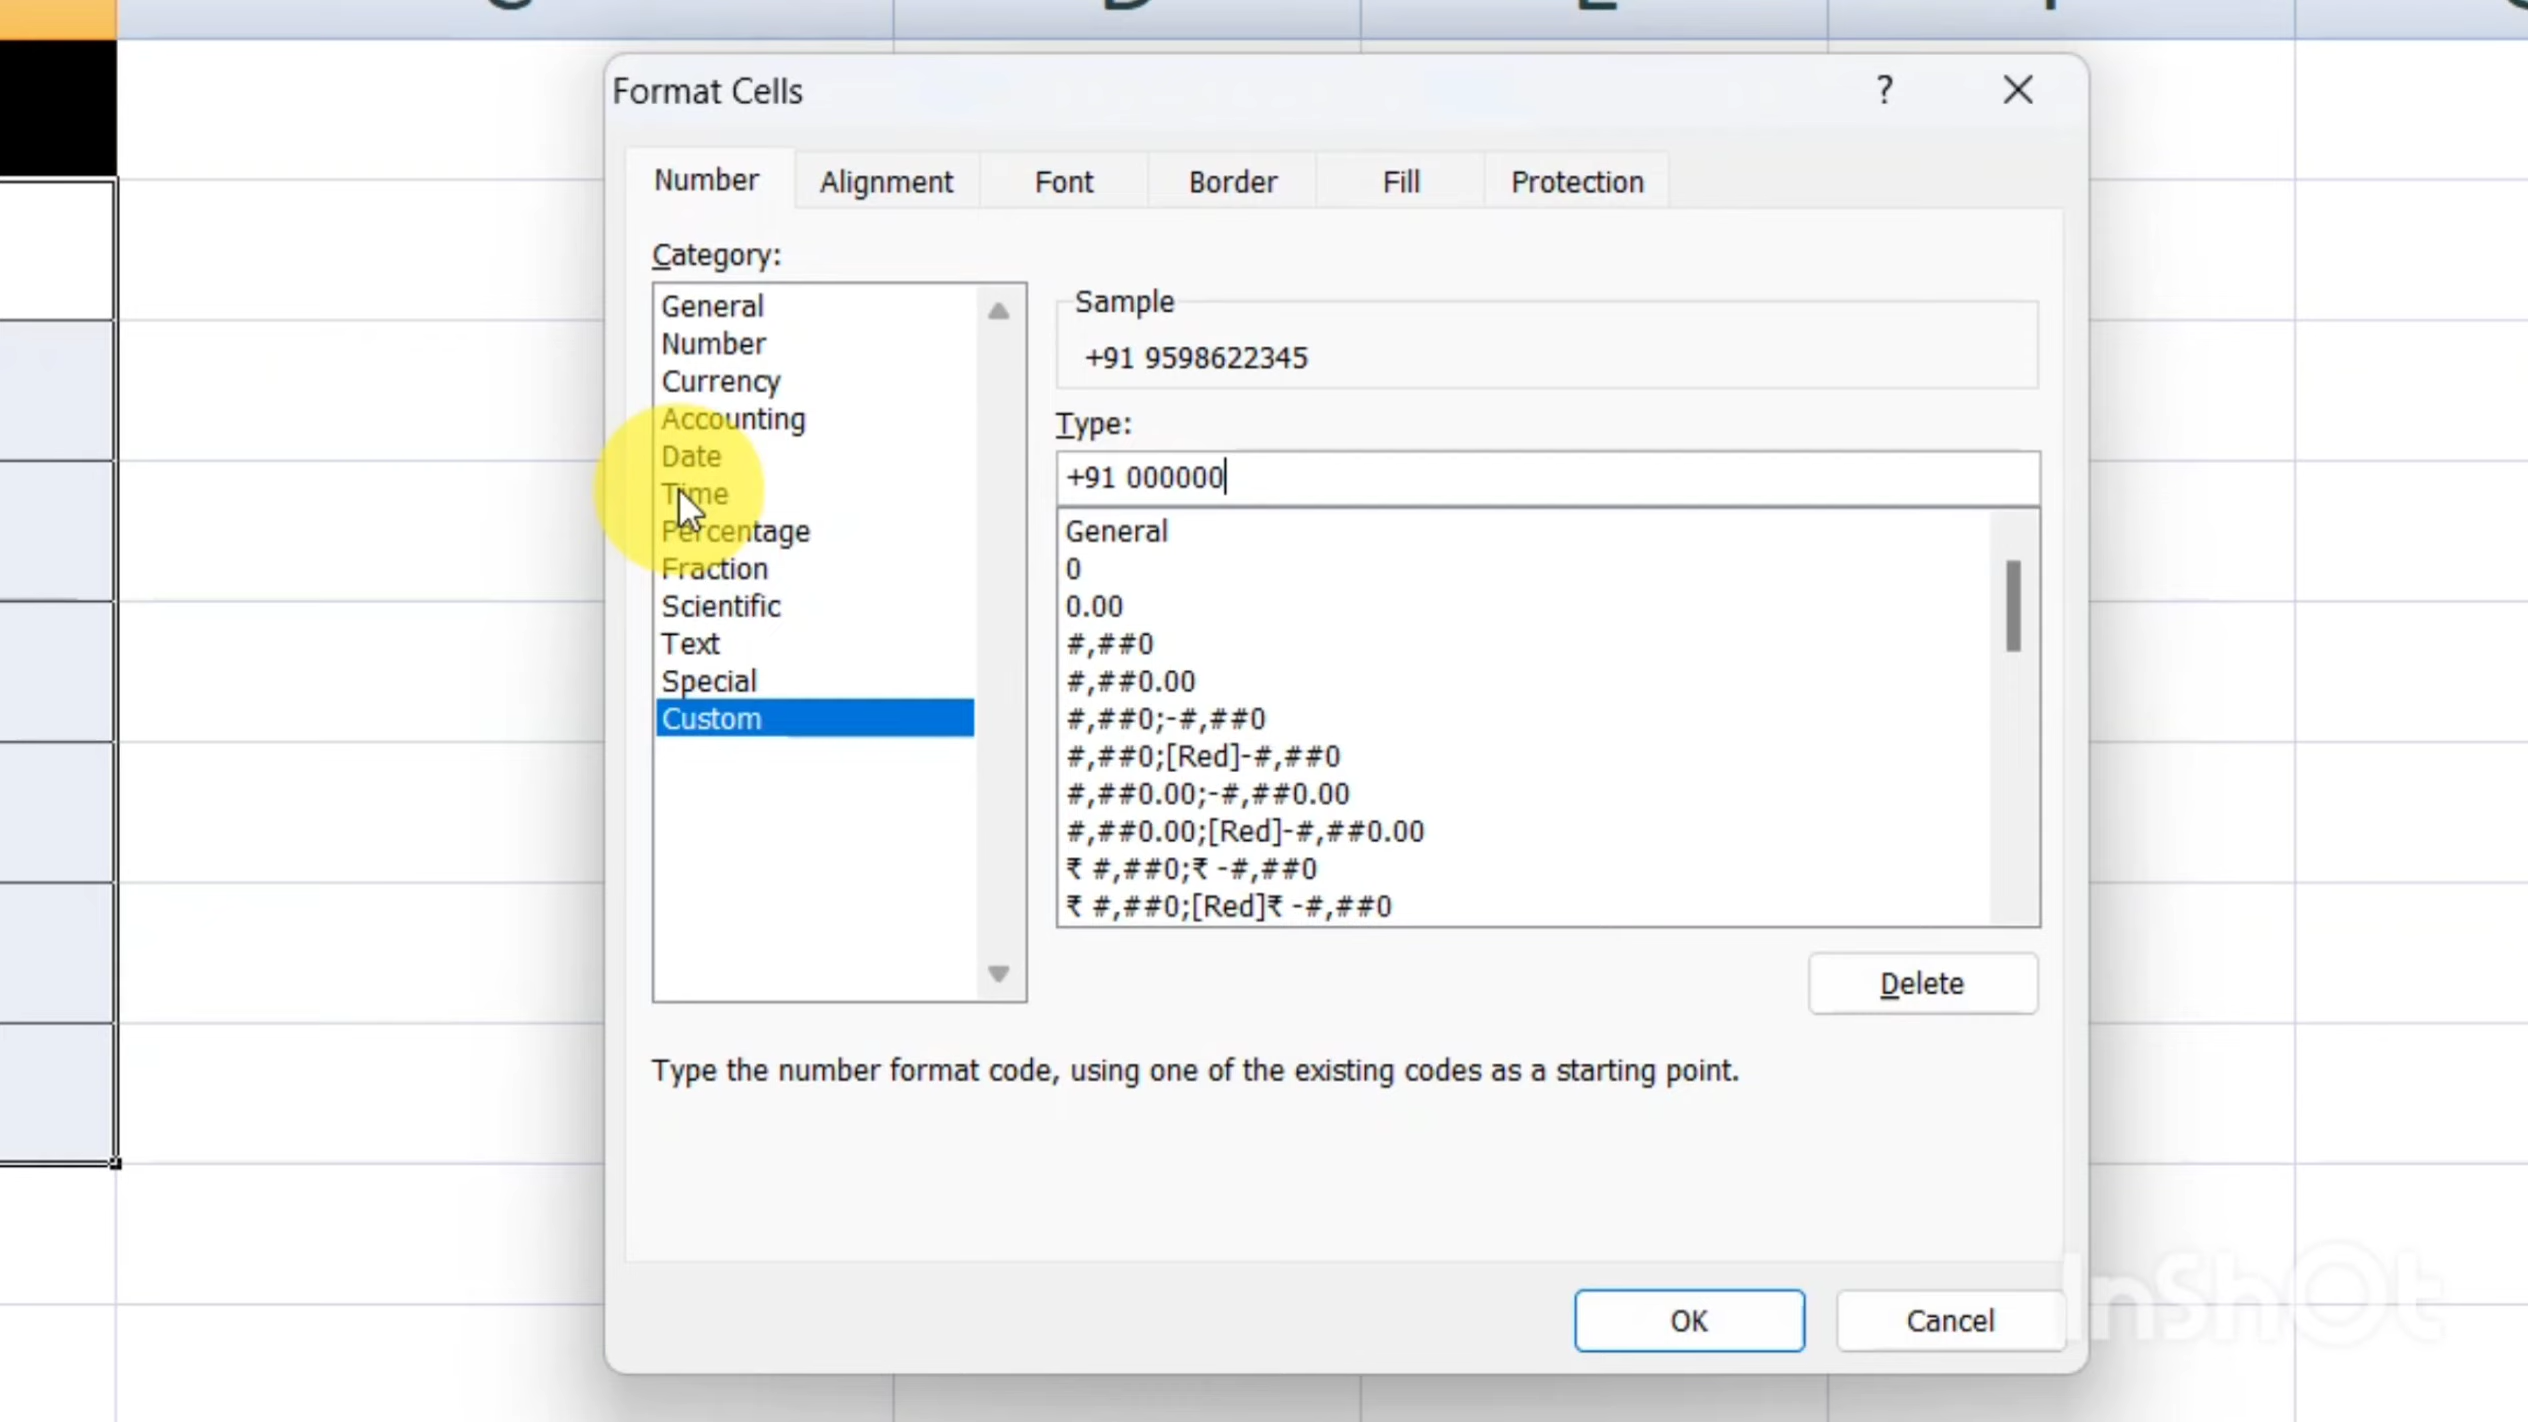 Format Cells
?
Number Alignment Font Border Fill Protection
Category:
General
Number
Currency
Accounting
Date
Time
Percentage
Fraction
Scientific
Text
Special
Custom
Sample
+91 9598622345
Type:
+91 000000
General
0
0.00
#,##0
#,##0.00
#,##0;-#,##0
#,##0;[Red]-#,##0
#,##0.00;-#,##0.00
#,##0.00;[Red]-#,##0.00
₹ #,##0;₹ -#,##0
₹ #,##0;[Red]₹ -#,##0
Delete
Type the number format code, using one of the existing codes as a starting point.
OK Cancel
InShOt